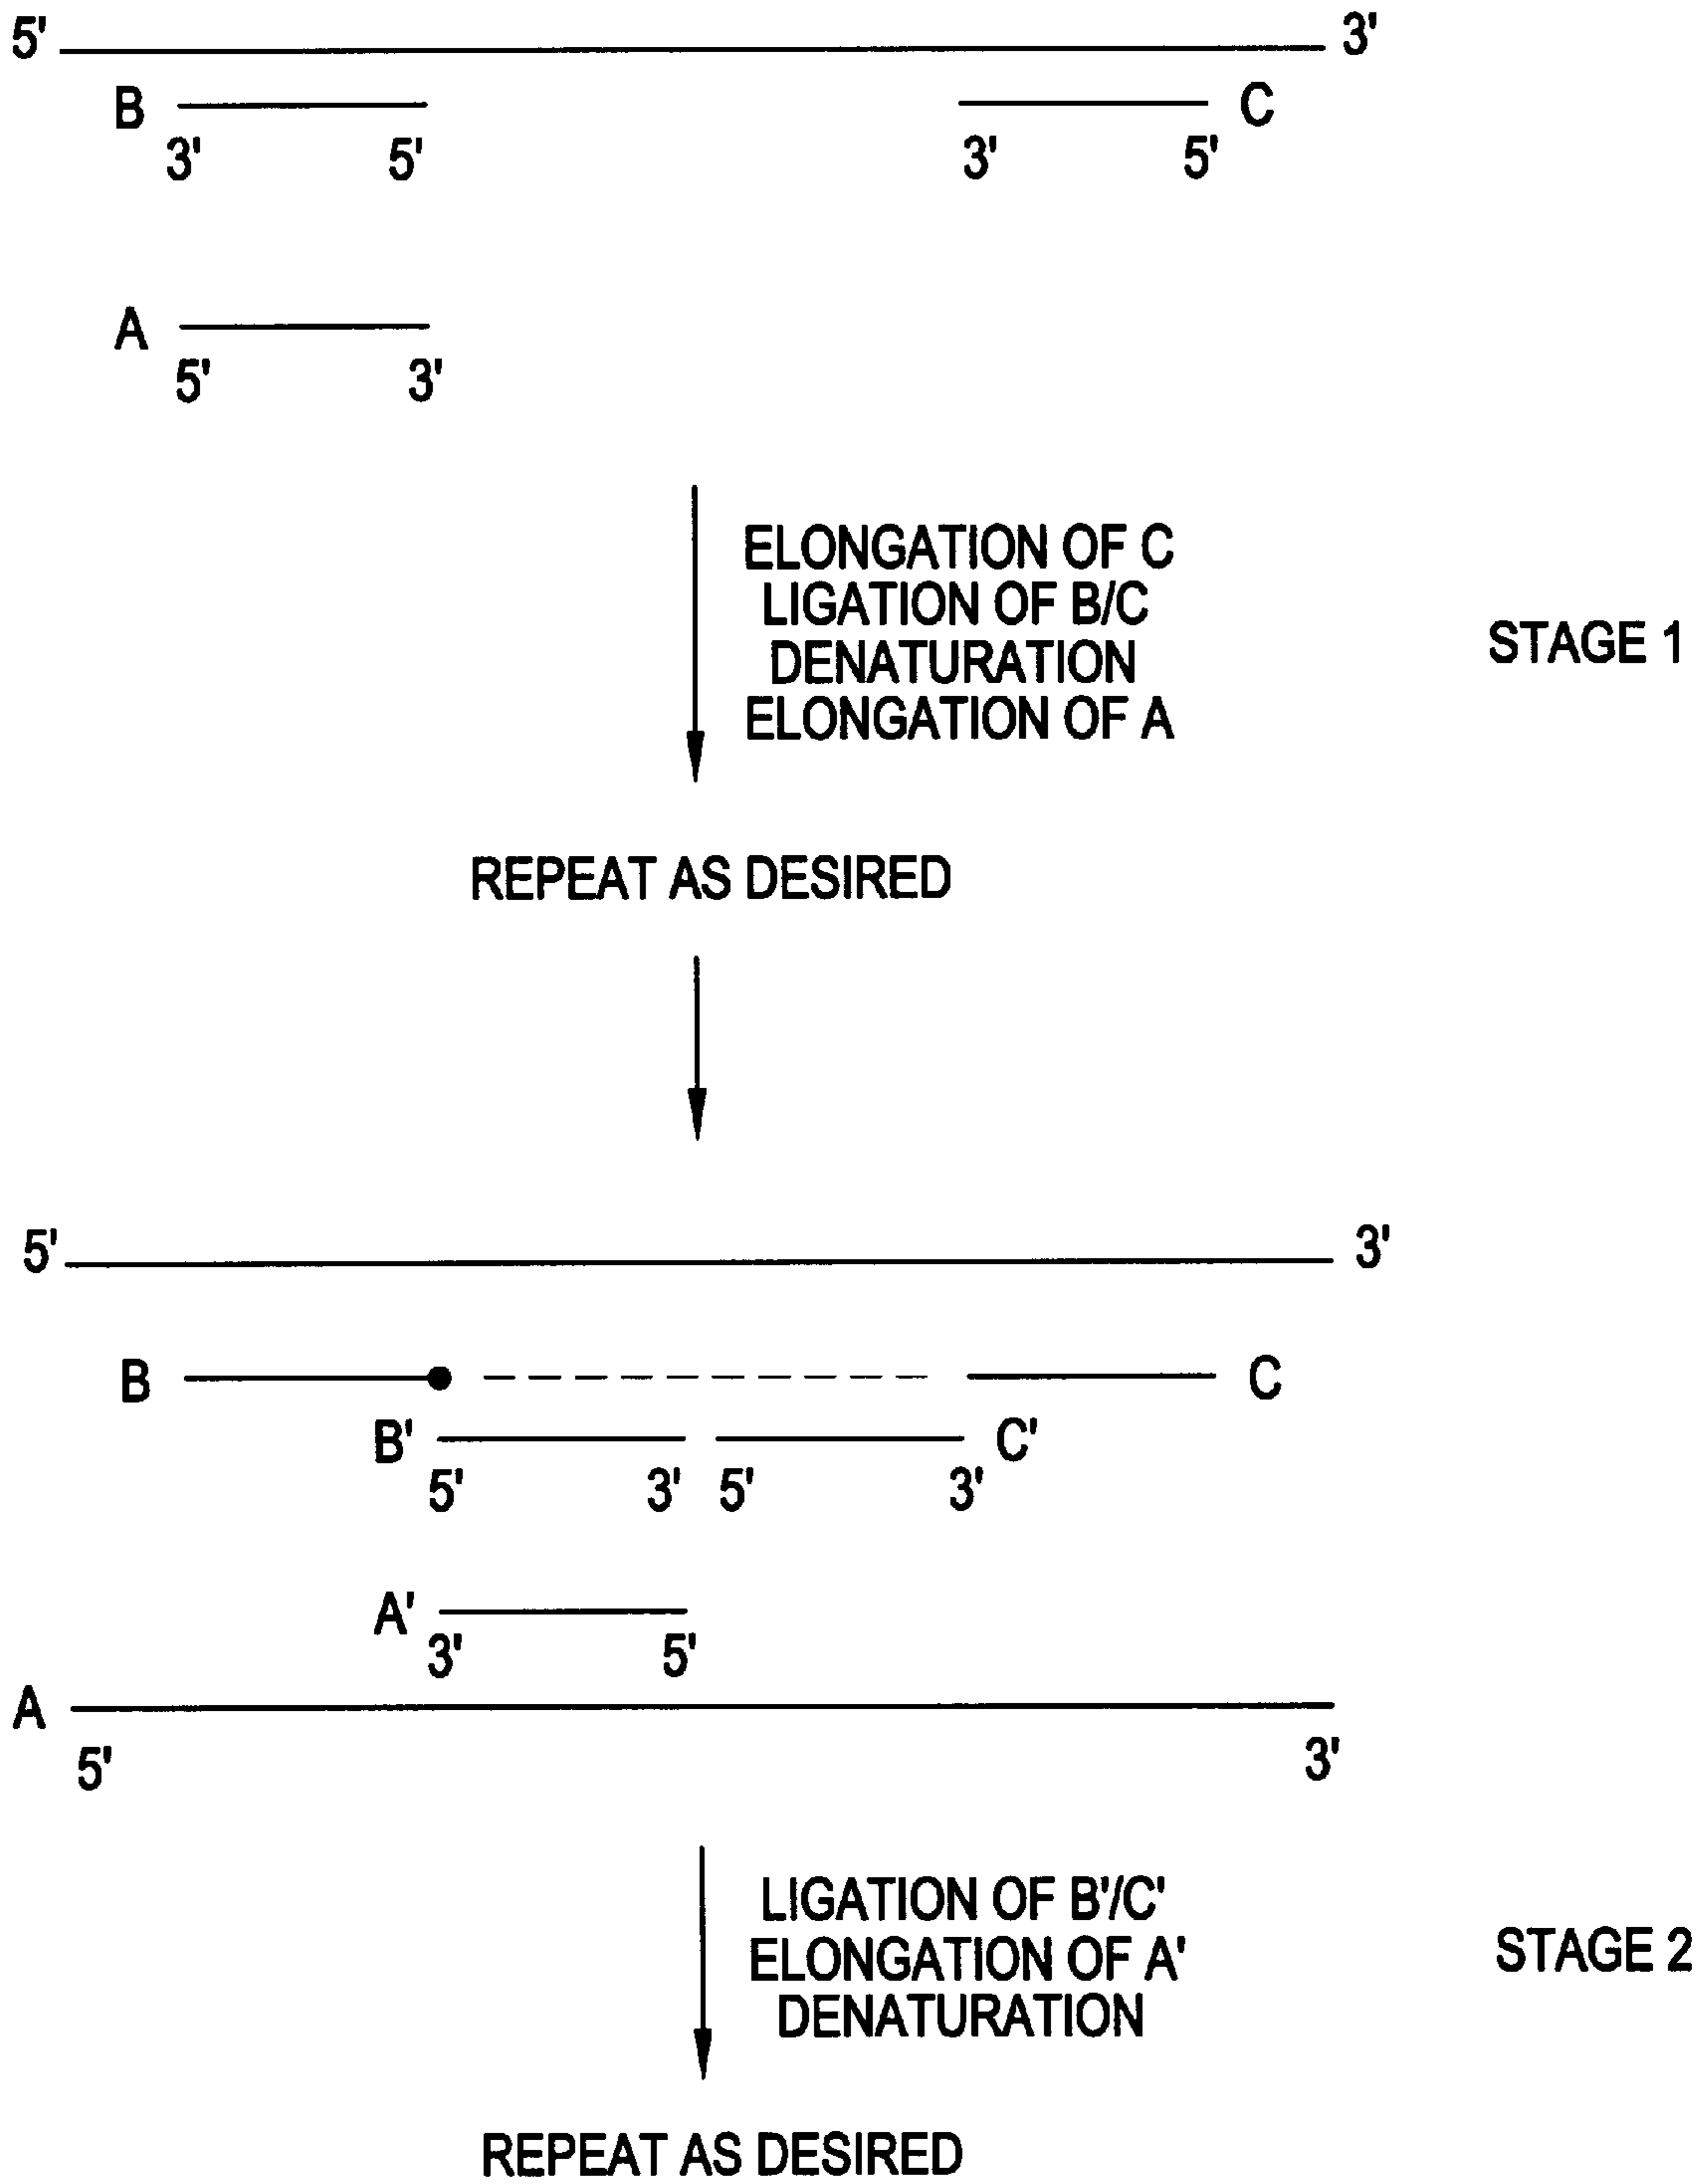 5' 3'
B C
3' 5' 3' 5'
A
5' 3'
ELONGATION OF C
LIGATION OF B/C
DENATURATION
ELONGATION OF A
STAGE 1
REPEAT AS DESIRED
5' 3'
B C
B' C'
5' 3' 5' 3'
A'
3' 5'
A
5' 3'
LIGATION OF B'/C'
ELONGATION OF A'
DENATURATION
STAGE 2
REPEAT AS DESIRED